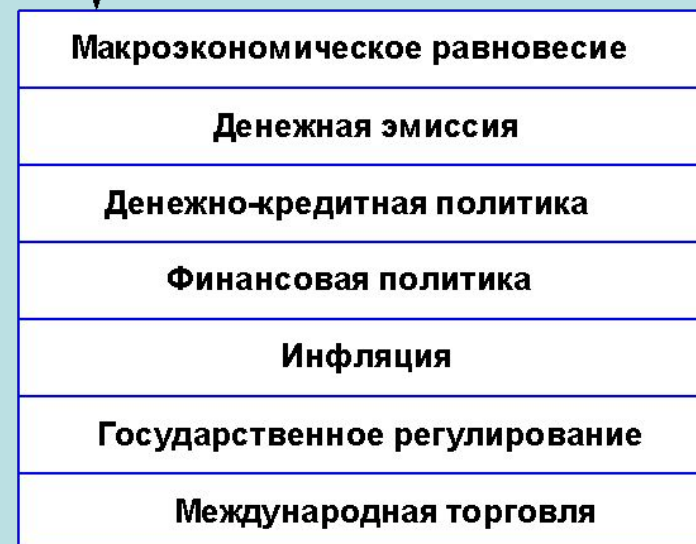 Макроэкономическое равновесие
Денежная эмиссия
Денежно-кредитная политика
Финансовая политика
Инфляция
Государственное регулирование
Международная торговля